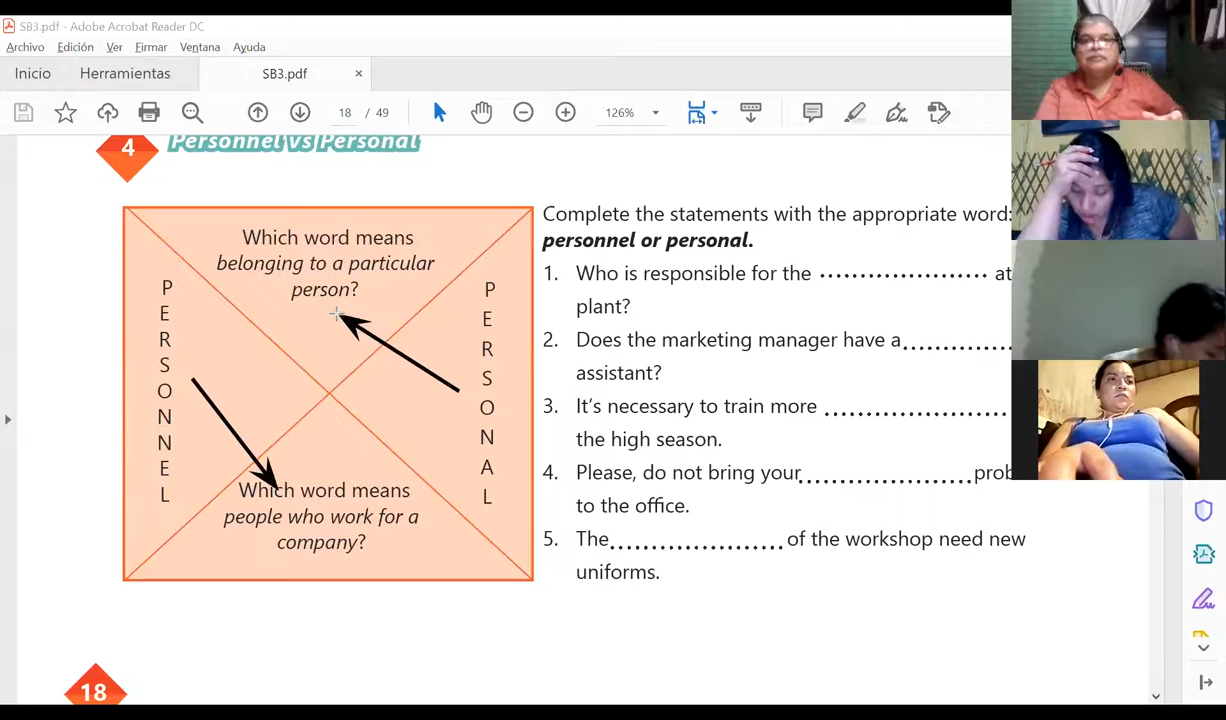 SB3.pdf - Adobe Acrobat Reader DC
Archivo Edición Ver Firmar Ventana Ayuda
Inicio Herramientas SB3.pdf ×
18 / 49 126%
4 Personnel vs Personal
Which word means
belonging to a particular
person?
PERSONNEL
PERSONAL
Which word means
people who work for a
company?
Complete the statements with the appropriate word:
personnel or personal.
1. Who is responsible for the .................... at
plant?
2. Does the marketing manager have a.............
assistant?
3. It's necessary to train more ......................
the high season.
4. Please, do not bring your.....................
to the office.
5. The..................... of the workshop need new
uniforms.
18